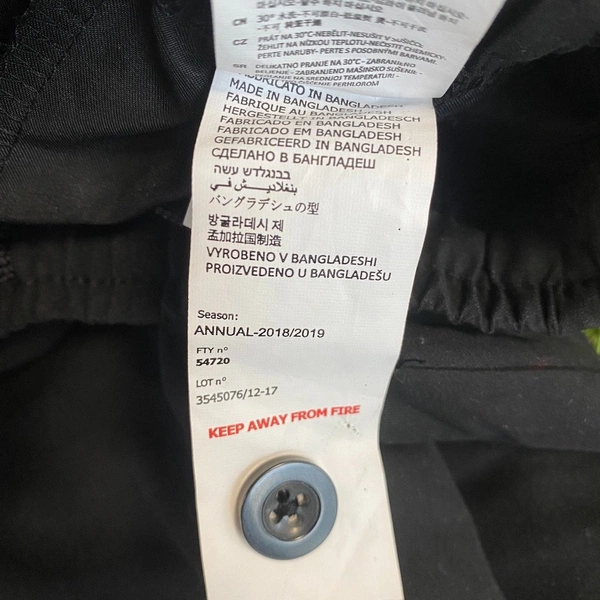 CN 30°
CZ PRÁT NA 30°C-NEBĚLIT-NESUŠIT V SUŠIČCE
ŽEHLIT NA NÍZKOU TEPLOTU-NEČISTIT CHEMICKY-
PERTE NARUBY- PERTE S PODOBNÝMI BARVAMI
SR DELIKATNO PRANJE NA 30°C - ZABRANJENO
BELJENJE - ZABRANJENO MAŠINSKO SUŠENJE -
NA SREDNJOJ TEMPERATURI -
PERHLOROM
FABBRICATO IN BANGLADESH
MADE IN BANGLADESH
FABRIQUE AU BANGLADESH
HERGESTELLT IN BANGLADESCH
FABRICADO EN BANGLADESH
FABRICADO EM BANGLADESH
GEFABRICEERD IN BANGLADESH
СДЕЛАНО В БАНГЛАДЕШ
בבנגלדש עשה
بنغلاديش في
バングラデシュの型
방글라데시 제
孟加拉国制造
VYROBENO V BANGLADESHI
PROIZVEDENO U BANGLADEŠU
Season:
ANNUAL-2018/2019
FTY n°
54720
LOT n°
3545076/12-17
KEEP AWAY FROM FIRE